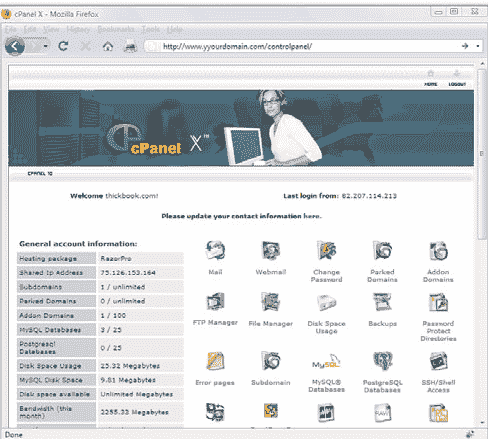 cPanel X - Mozilla Firefox
File Edit View History Bookmarks Tools Help
http://www.yyourdomain.com/controlpanel/
HOME LOGOUT
cPanel X ™
CPANEL 10
Welcome thickbook.com!
Last login from: 82.207.114.213
Please update your contact information here.
General account information:
Hosting package RazorPro
Shared Ip Address 75.126.153.164
Subdomains 1 / unlimited
Parked Domains 0 / unlimited
Addon Domains 1 / 100
MySQL Databases 3 / 25
Postgresql
Databases 0 / 25
Disk Space Usage 25.32 Megabytes
MySQL Disk Space 9.81 Megabytes
Disk space available Unlimited Megabytes
Bandwidth (this
month) 2255.33 Megabytes
Mail
Webmail
Change
Password
Parked
Domains
Addon
Domains
FTP Manager
File Manager
Disk Space
Usage
Backups
Password
Protect
Directories
Error pages
Subdomain
MySQL
MySQL®
Databases
PostgreSQL
Databases
SSH/Shell
Access
RAW
Done